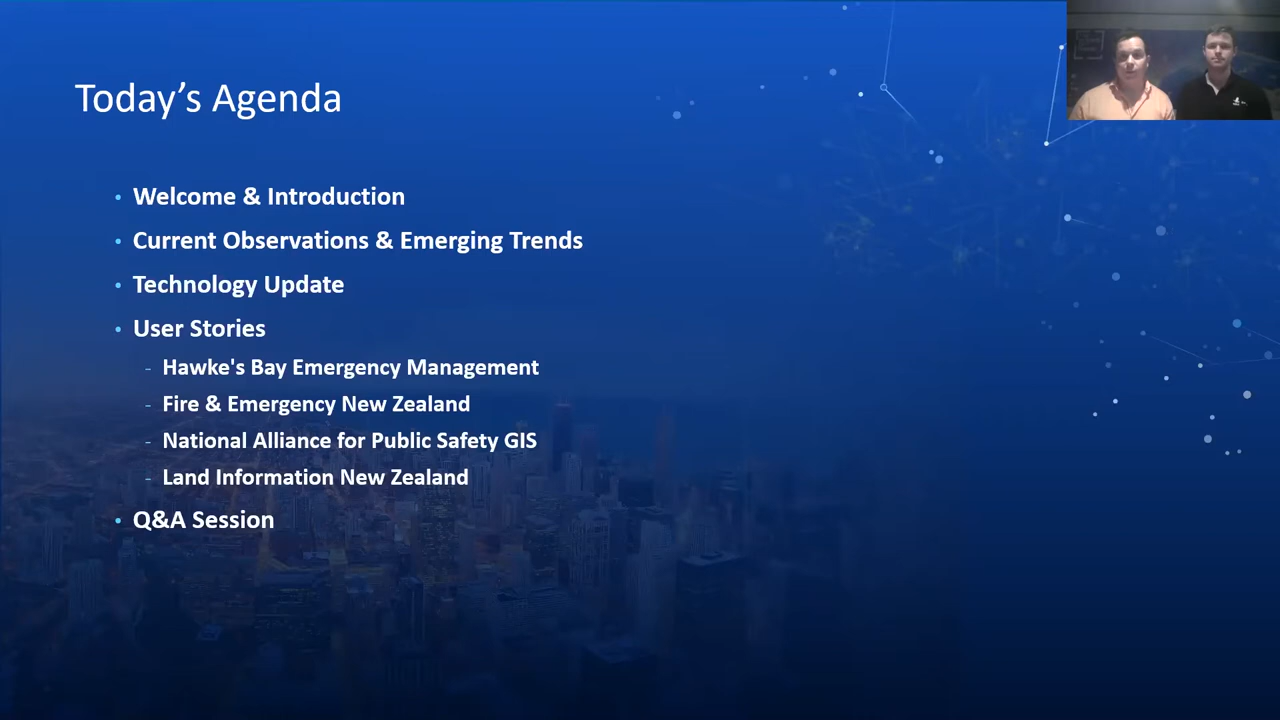 Today's Agenda
• Welcome & Introduction
• Current Observations & Emerging Trends
• Technology Update
• User Stories
- Hawke's Bay Emergency Management
- Fire & Emergency New Zealand
- National Alliance for Public Safety GIS
- Land Information New Zealand
• Q&A Session